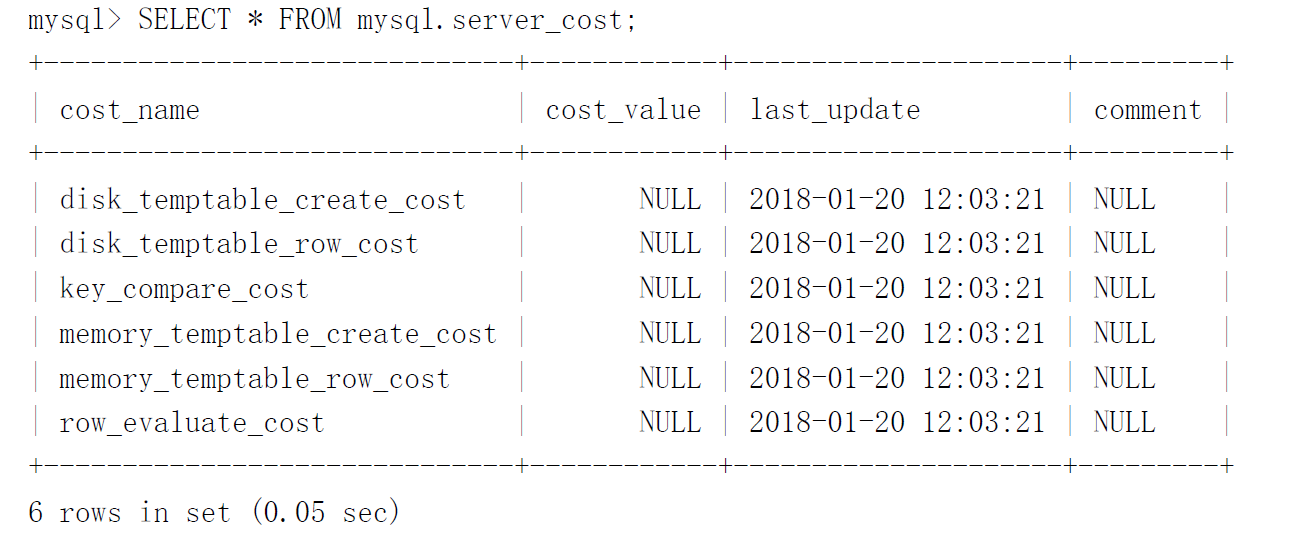 mysql> SELECT * FROM mysql.server_cost;
+------------------------------+------------+---------------------+---------+
| cost_name                    | cost_value | last_update         | comment |
+------------------------------+------------+---------------------+---------+
| disk_temptable_create_cost   |       NULL | 2018-01-20 12:03:21 | NULL    |
| disk_temptable_row_cost      |       NULL | 2018-01-20 12:03:21 | NULL    |
| key_compare_cost             |       NULL | 2018-01-20 12:03:21 | NULL    |
| memory_temptable_create_cost |       NULL | 2018-01-20 12:03:21 | NULL    |
| memory_temptable_row_cost    |       NULL | 2018-01-20 12:03:21 | NULL    |
| row_evaluate_cost            |       NULL | 2018-01-20 12:03:21 | NULL    |
+------------------------------+------------+---------------------+---------+
6 rows in set (0.05 sec)